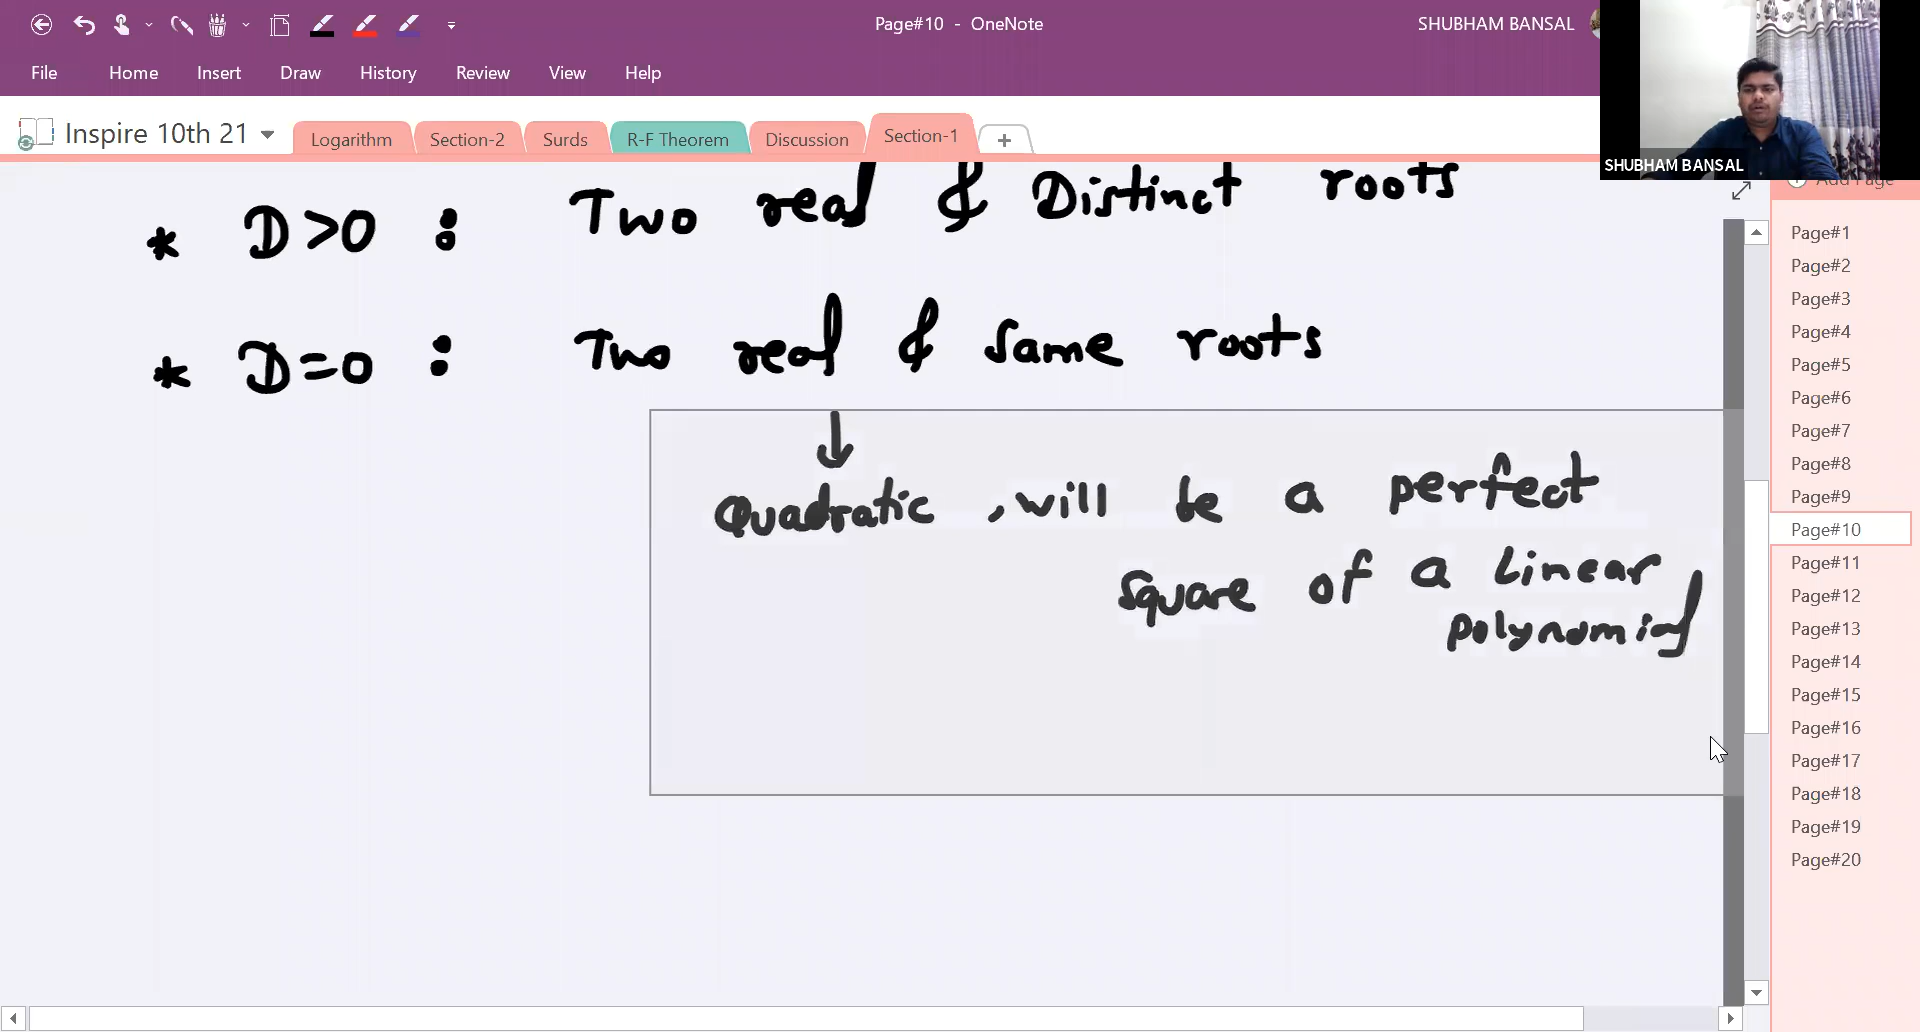 Page#10 - OneNote
SHUBHAM BANSAL
File Home Insert Draw History Review View Help
Inspire 10th 21
Logarithm Section-2 Surds R-F Theorem Discussion Section-1 +
SHUBHAM BANSAL
Add Page
* D>0 : Two real & Distinct roots
* D=0 : Two real & same roots
↓
Quadratic, will be a perfect
square of a linear
polynomial
Page#1
Page#2
Page#3
Page#4
Page#5
Page#6
Page#7
Page#8
Page#9
Page#10
Page#11
Page#12
Page#13
Page#14
Page#15
Page#16
Page#17
Page#18
Page#19
Page#20